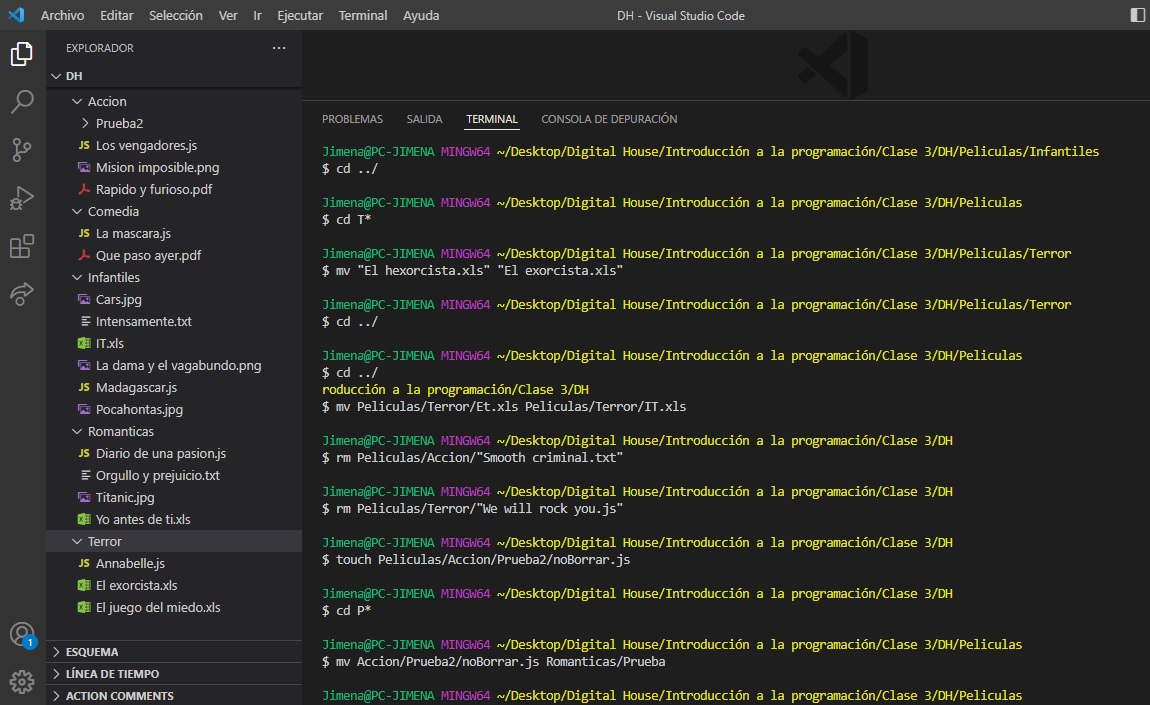 Archivo Editar Selección Ver Ir Ejecutar Terminal Ayuda DH - Visual Studio Code
EXPLORADOR ...
DH
Accion
Prueba2
JS Los vengadores.js
Mision imposible.png
Rapido y furioso.pdf
Comedia
JS La mascara.js
Que paso ayer.pdf
Infantiles
Cars.jpg
Intensamente.txt
IT.xls
La dama y el vagabundo.png
JS Madagascar.js
Pocahontas.jpg
Romanticas
JS Diario de una pasion.js
Orgullo y prejuicio.txt
Titanic.jpg
Yo antes de ti.xls
Terror
JS Annabelle.js
El exorcista.xls
El juego del miedo.xls
1
ESQUEMA
LÍNEA DE TIEMPO
ACTION COMMENTS
PROBLEMAS SALIDA TERMINAL CONSOLA DE DEPURACIÓN
Jimena@PC-JIMENA MINGW64 ~/Desktop/Digital House/Introducción a la programación/Clase 3/DH/Peliculas/Infantiles
$ cd ../
Jimena@PC-JIMENA MINGW64 ~/Desktop/Digital House/Introducción a la programación/Clase 3/DH/Peliculas
$ cd T*
Jimena@PC-JIMENA MINGW64 ~/Desktop/Digital House/Introducción a la programación/Clase 3/DH/Peliculas/Terror
$ mv "El hexorcista.xls" "El exorcista.xls"
Jimena@PC-JIMENA MINGW64 ~/Desktop/Digital House/Introducción a la programación/Clase 3/DH/Peliculas/Terror
$ cd ../
Jimena@PC-JIMENA MINGW64 ~/Desktop/Digital House/Introducción a la programación/Clase 3/DH/Peliculas
$ cd ../
roducción a la programación/Clase 3/DH
$ mv Peliculas/Terror/Et.xls Peliculas/Terror/IT.xls
Jimena@PC-JIMENA MINGW64 ~/Desktop/Digital House/Introducción a la programación/Clase 3/DH
$ rm Peliculas/Accion/"Smooth criminal.txt"
Jimena@PC-JIMENA MINGW64 ~/Desktop/Digital House/Introducción a la programación/Clase 3/DH
$ rm Peliculas/Terror/"We will rock you.js"
Jimena@PC-JIMENA MINGW64 ~/Desktop/Digital House/Introducción a la programación/Clase 3/DH
$ touch Peliculas/Accion/Prueba2/noBorrar.js
Jimena@PC-JIMENA MINGW64 ~/Desktop/Digital House/Introducción a la programación/Clase 3/DH
$ cd P*
Jimena@PC-JIMENA MINGW64 ~/Desktop/Digital House/Introducción a la programación/Clase 3/DH/Peliculas
$ mv Accion/Prueba2/noBorrar.js Romanticas/Prueba
Jimena@PC-JIMENA MINGW64 ~/Desktop/Digital House/Introducción a la programación/Clase 3/DH/Peliculas